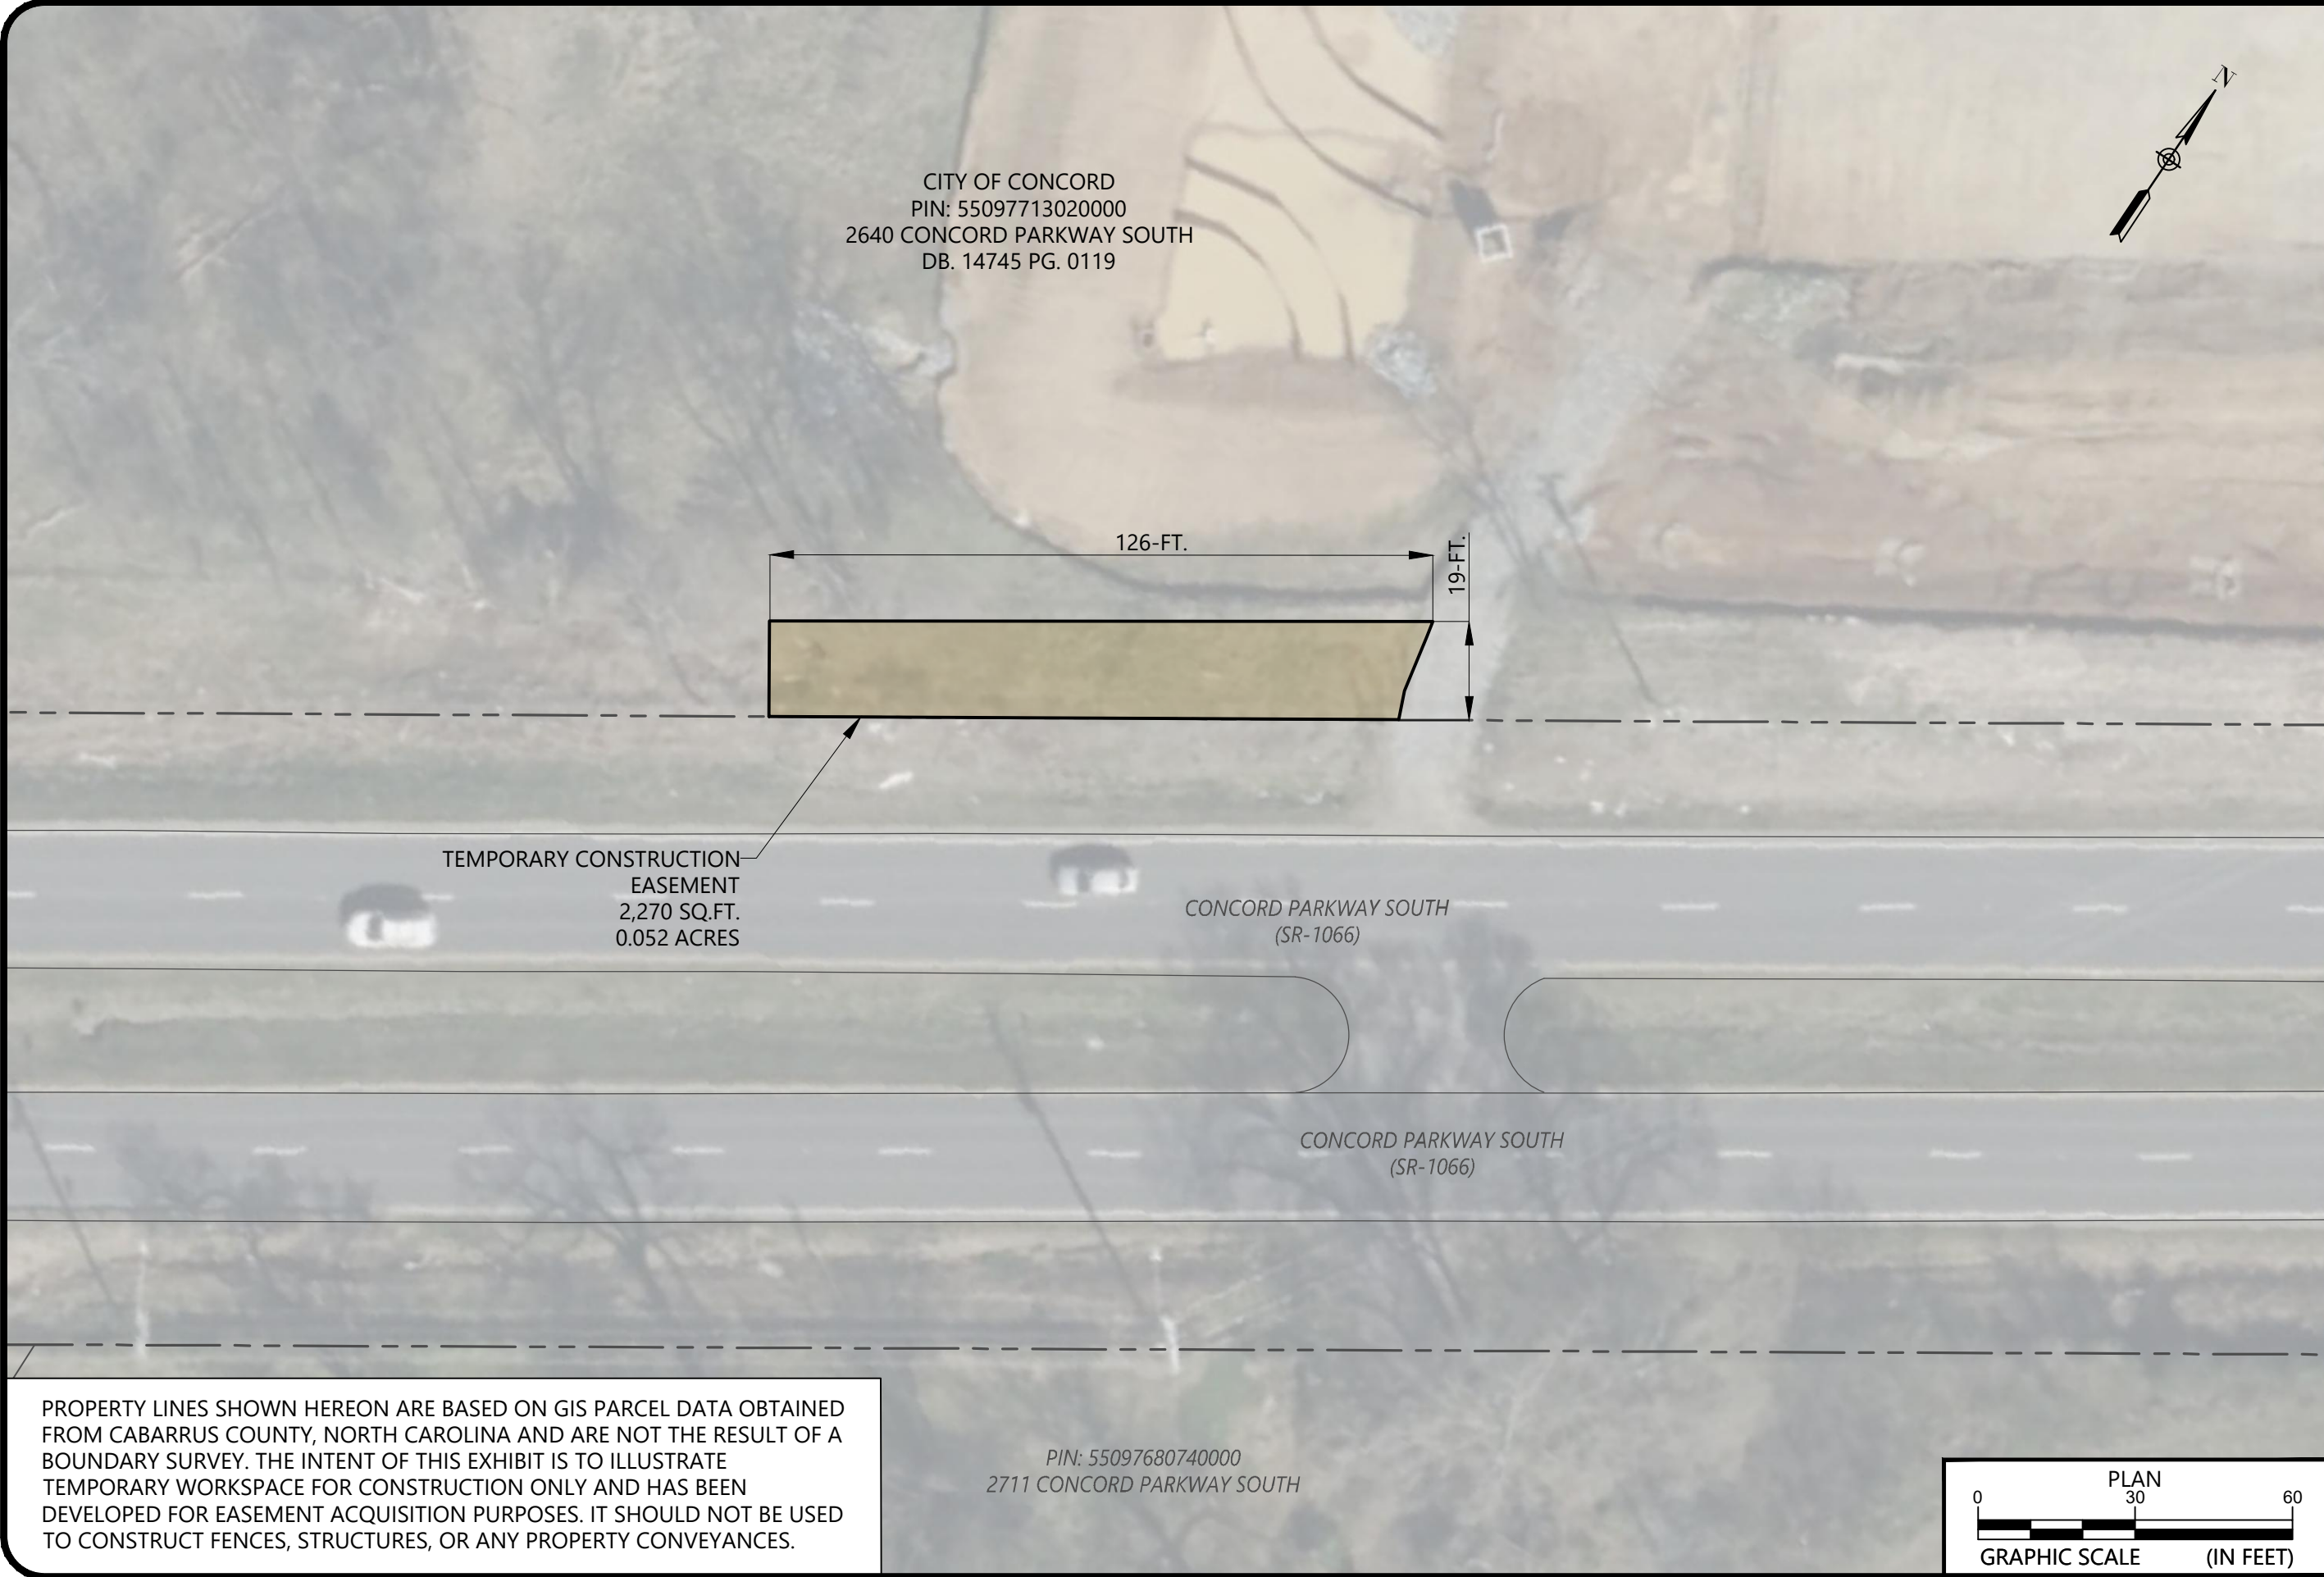 N
CITY OF CONCORD
PIN: 55097713020000
2640 CONCORD PARKWAY SOUTH
DB. 14745 PG. 0119
126-FT.
19-FT.
TEMPORARY CONSTRUCTION
EASEMENT
2,270 SQ.FT.
0.052 ACRES
CONCORD PARKWAY SOUTH
(SR-1066)
CONCORD PARKWAY SOUTH
(SR-1066)
PROPERTY LINES SHOWN HEREON ARE BASED ON GIS PARCEL DATA OBTAINED
FROM CABARRUS COUNTY, NORTH CAROLINA AND ARE NOT THE RESULT OF A
BOUNDARY SURVEY. THE INTENT OF THIS EXHIBIT IS TO ILLUSTRATE
TEMPORARY WORKSPACE FOR CONSTRUCTION ONLY AND HAS BEEN
DEVELOPED FOR EASEMENT ACQUISITION PURPOSES. IT SHOULD NOT BE USED
TO CONSTRUCT FENCES, STRUCTURES, OR ANY PROPERTY CONVEYANCES.
PIN: 55097680740000
2711 CONCORD PARKWAY SOUTH
PLAN
0 30 60
GRAPHIC SCALE (IN FEET)